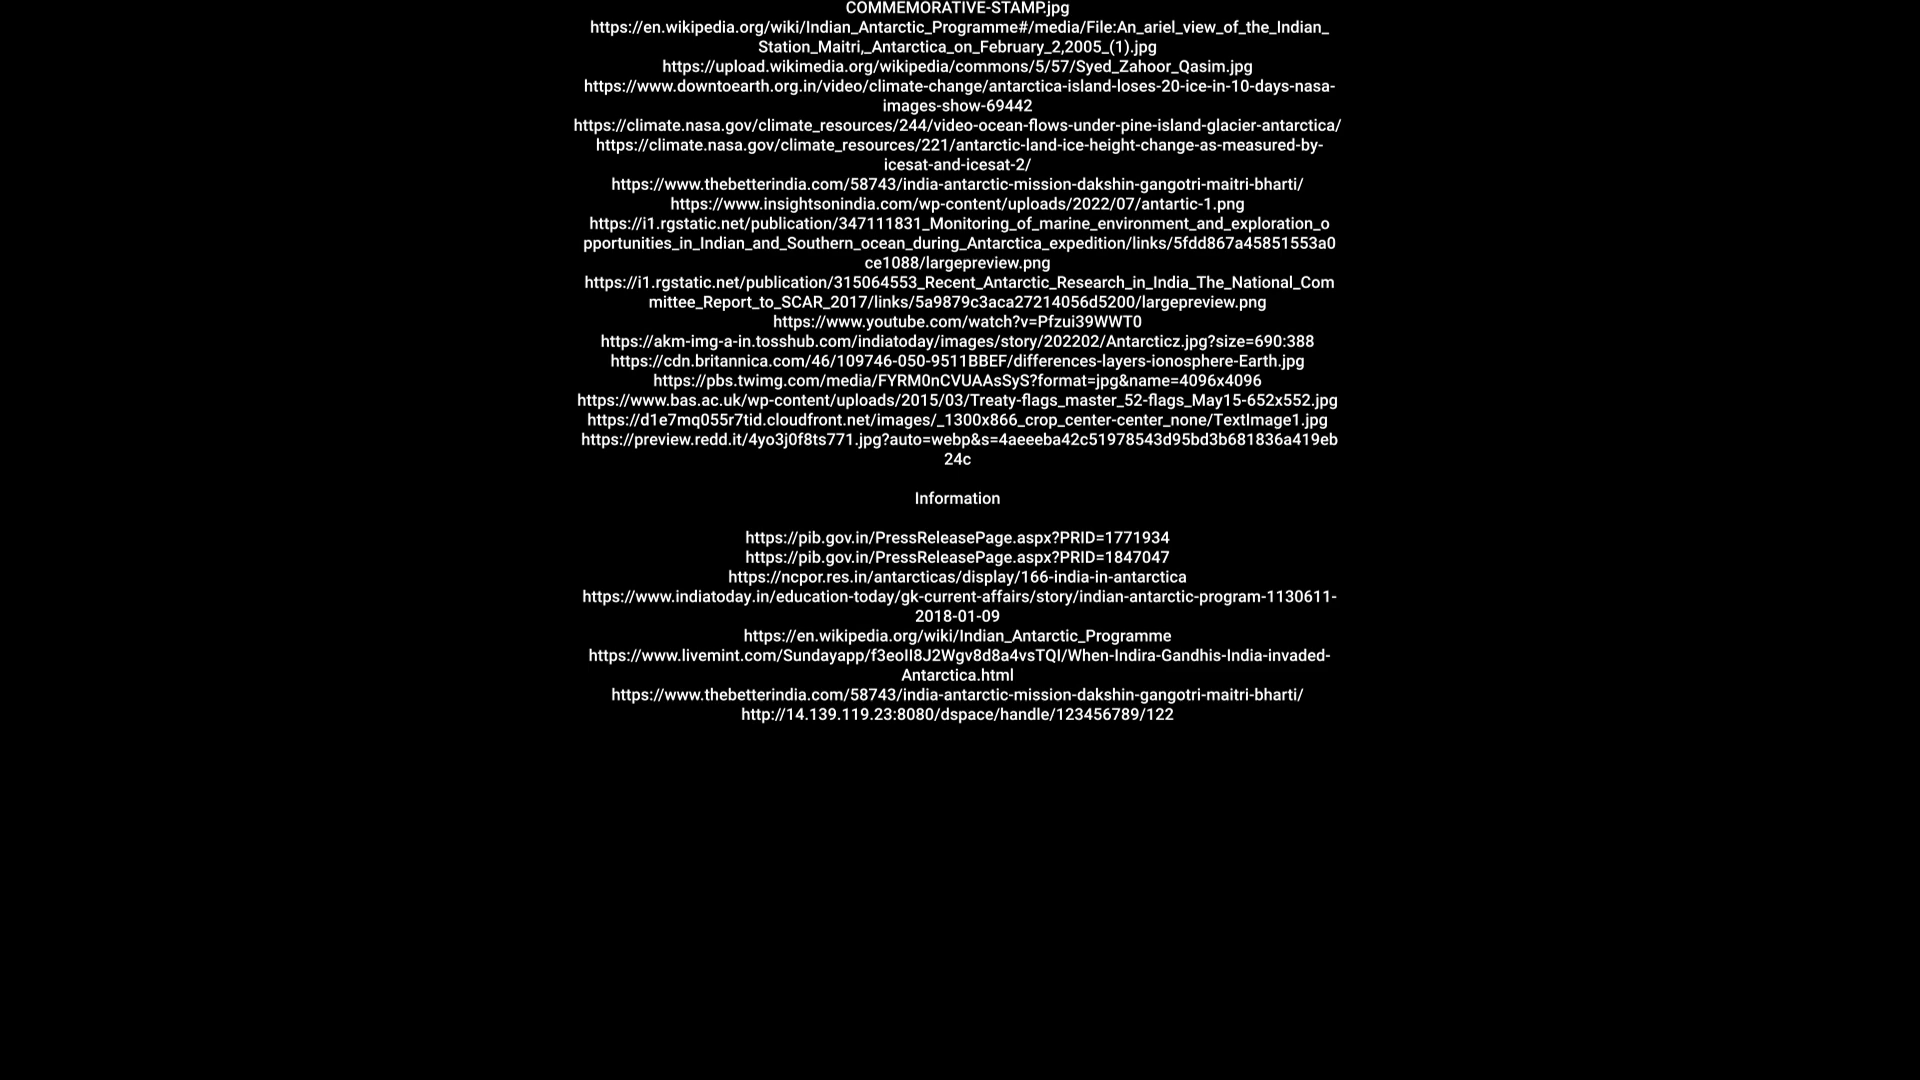 COMMEMORATIVE-STAMP.jpg
https://en.wikipedia.org/wiki/Indian_Antarctic_Programme#/media/File:An_ariel_view_of_the_Indian_
Station_Maitri,_Antarctica_on_February_2,2005_(1).jpg
https://upload.wikimedia.org/wikipedia/commons/5/57/Syed_Zahoor_Qasim.jpg
https://www.downtoearth.org.in/video/climate-change/antarctica-island-loses-20-ice-in-10-days-nasa-
images-show-69442
https://climate.nasa.gov/climate_resources/244/video-ocean-flows-under-pine-island-glacier-antarctica/
https://climate.nasa.gov/climate_resources/221/antarctic-land-ice-height-change-as-measured-by-
icesat-and-icesat-2/
https://www.thebetterindia.com/58743/india-antarctic-mission-dakshin-gangotri-maitri-bharti/
https://www.insightsonindia.com/wp-content/uploads/2022/07/antartic-1.png
https://i1.rgstatic.net/publication/347111831_Monitoring_of_marine_environment_and_exploration_o
pportunities_in_Indian_and_Southern_ocean_during_Antarctica_expedition/links/5fdd867a45851553a0
ce1088/largepreview.png
https://i1.rgstatic.net/publication/315064553_Recent_Antarctic_Research_in_India_The_National_Com
mittee_Report_to_SCAR_2017/links/5a9879c3aca27214056d5200/largepreview.png
https://www.youtube.com/watch?v=Pfzui39WWT0
https://akm-img-a-in.tosshub.com/indiatoday/images/story/202202/Antarcticz.jpg?size=690:388
https://cdn.britannica.com/46/109746-050-9511BBEF/differences-layers-ionosphere-Earth.jpg
https://pbs.twimg.com/media/FYRM0nCVUAAsSyS?format=jpg&name=4096x4096
https://www.bas.ac.uk/wp-content/uploads/2015/03/Treaty-flags_master_52-flags_May15-652x552.jpg
https://d1e7mq055r7tid.cloudfront.net/images/_1300x866_crop_center-center_none/TextImage1.jpg
https://preview.redd.it/4yo3j0f8ts771.jpg?auto=webp&s=4aeeeba42c51978543d95bd3b681836a419eb
24c
Information
https://pib.gov.in/PressReleasePage.aspx?PRID=1771934
https://pib.gov.in/PressReleasePage.aspx?PRID=1847047
https://ncpor.res.in/antarcticas/display/166-india-in-antarctica
https://www.indiatoday.in/education-today/gk-current-affairs/story/indian-antarctic-program-1130611-
2018-01-09
https://en.wikipedia.org/wiki/Indian_Antarctic_Programme
https://www.livemint.com/Sundayapp/f3eoII8J2Wgv8d8a4vsTQI/When-Indira-Gandhis-India-invaded-
Antarctica.html
https://www.thebetterindia.com/58743/india-antarctic-mission-dakshin-gangotri-maitri-bharti/
http://14.139.119.23:8080/dspace/handle/123456789/122